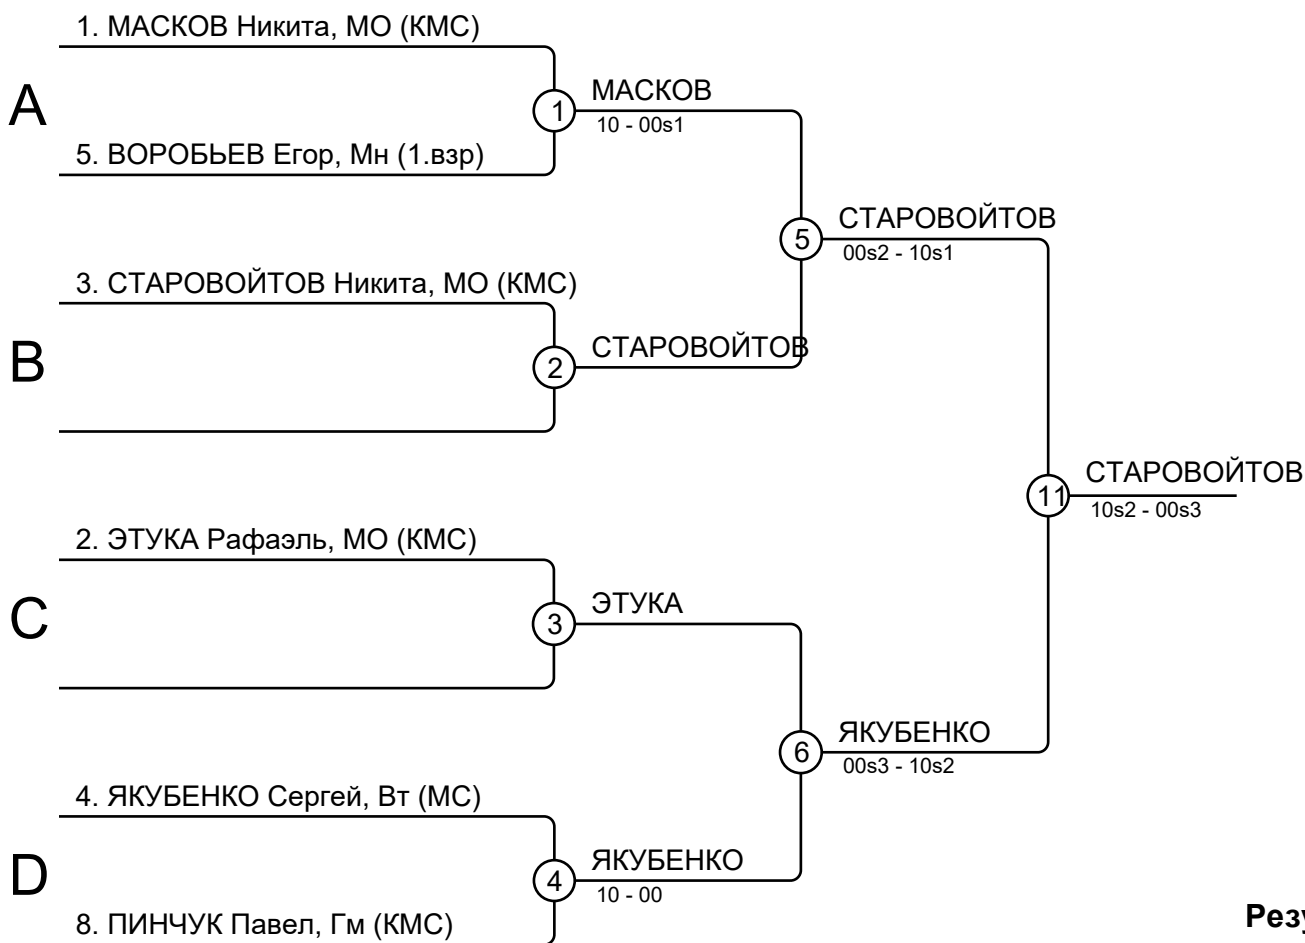 1. МАСКОВ Никита, МО (КМС)
A
1
МАСКОВ
10 - 00s1
5. ВОРОБЬЕВ Егор, Мн (1.взр)
5
СТАРОВОЙТОВ
00s2 - 10s1
3. СТАРОВОЙТОВ Никита, МО (КМС)
B
2
СТАРОВОЙТОВ
11
СТАРОВОЙТОВ
10s2 - 00s3
2. ЭТУКА Рафаэль, МО (КМС)
C
3
ЭТУКА
6
ЯКУБЕНКО
00s3 - 10s2
4. ЯКУБЕНКО Сергей, Вт (МС)
D
4
ЯКУБЕНКО
10 - 00
8. ПИНЧУК Павел, Гм (КМС)